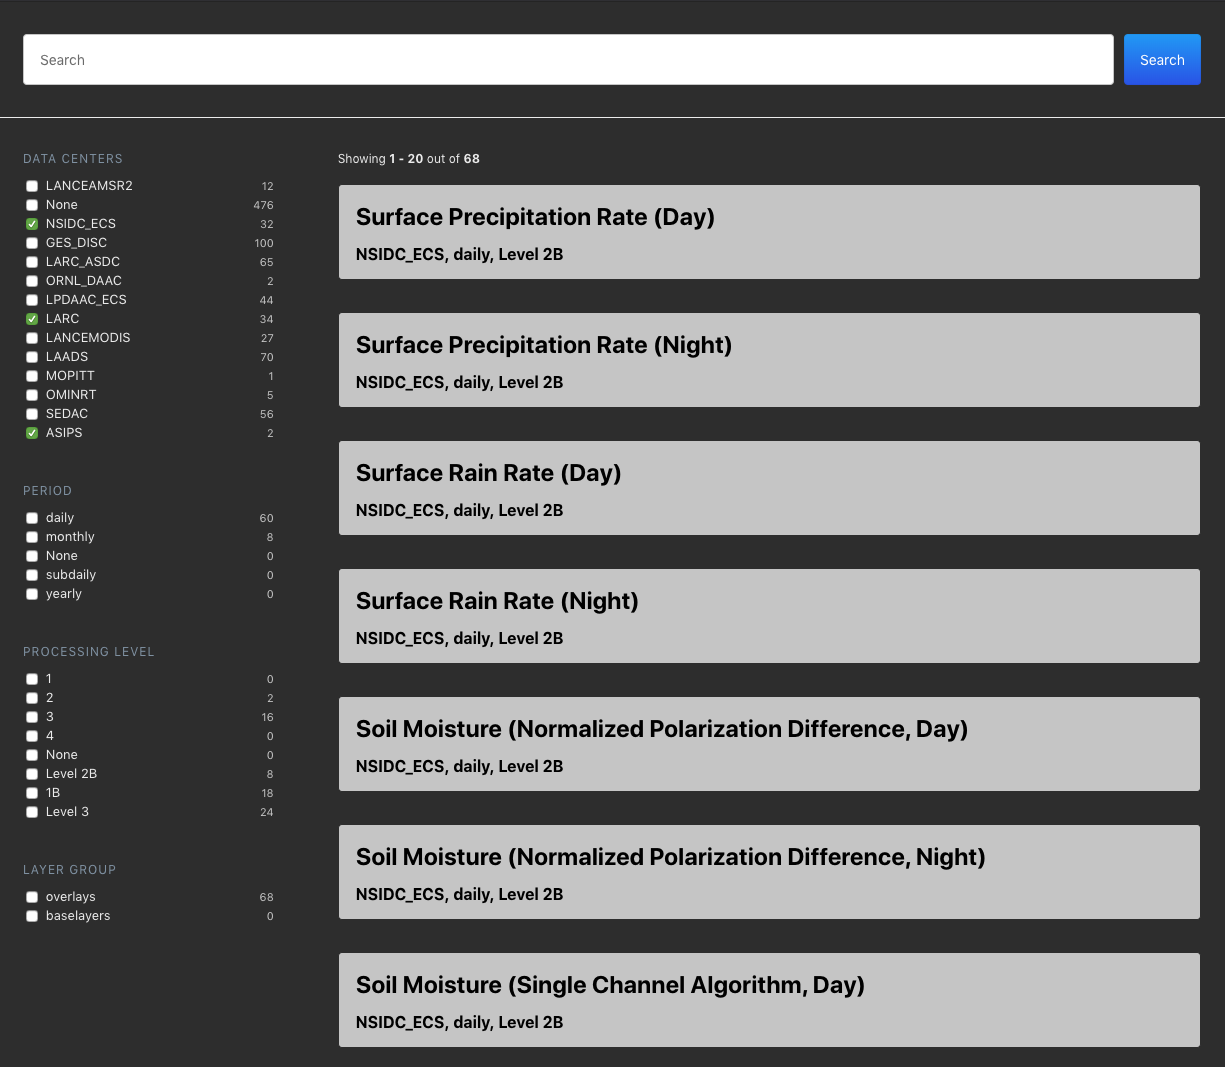 Search
Search
DATA CENTERS
LANCEAMSR2 12
None 476
NSIDC_ECS 32
GES_DISC 100
LARC_ASDC 65
ORNL_DAAC 2
LPDAAC_ECS 44
LARC 34
LANCEMODIS 27
LAADS 70
MOPITT 1
OMINRT 5
SEDAC 56
ASIPS 2
PERIOD
daily 60
monthly 8
None 0
subdaily 0
yearly 0
PROCESSING LEVEL
1 0
2 2
3 16
4 0
None 0
Level 2B 8
1B 18
Level 3 24
LAYER GROUP
overlays 68
baselayers 0
Showing 1 - 20 out of 68
Surface Precipitation Rate (Day)
NSIDC_ECS, daily, Level 2B
Surface Precipitation Rate (Night)
NSIDC_ECS, daily, Level 2B
Surface Rain Rate (Day)
NSIDC_ECS, daily, Level 2B
Surface Rain Rate (Night)
NSIDC_ECS, daily, Level 2B
Soil Moisture (Normalized Polarization Difference, Day)
NSIDC_ECS, daily, Level 2B
Soil Moisture (Normalized Polarization Difference, Night)
NSIDC_ECS, daily, Level 2B
Soil Moisture (Single Channel Algorithm, Day)
NSIDC_ECS, daily, Level 2B